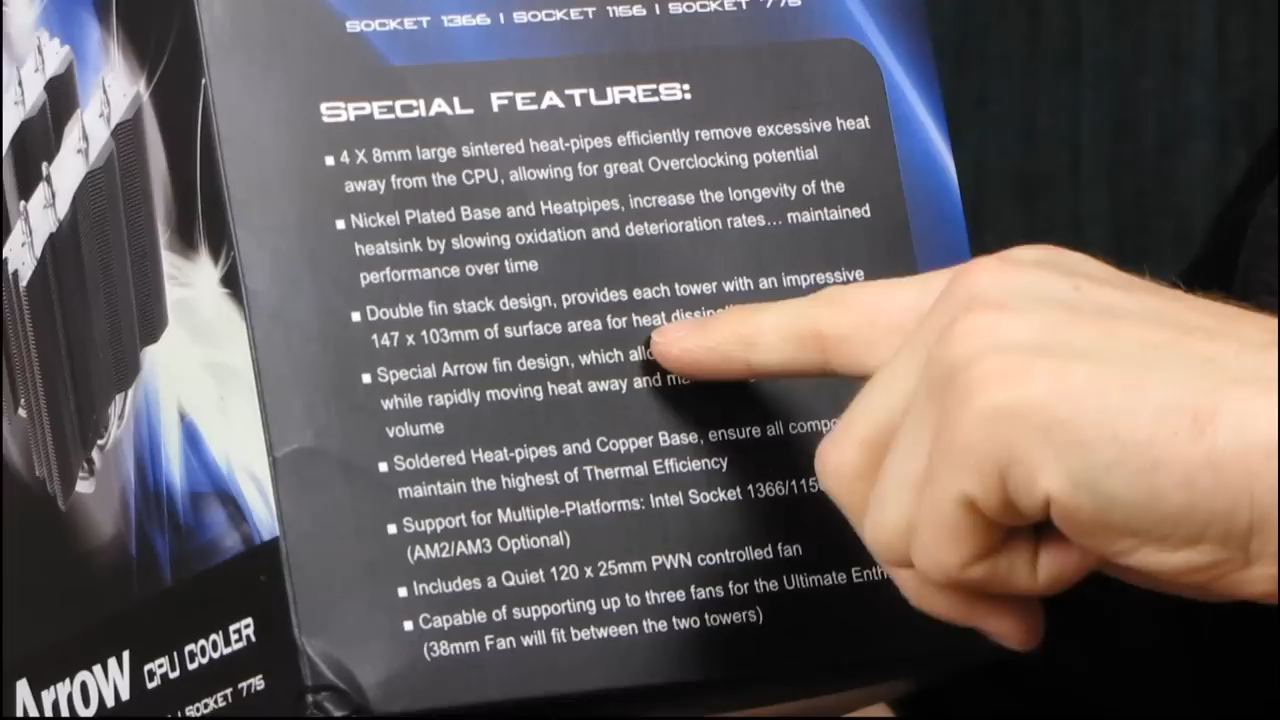 SOCKET 1366 | SOCKET 1156 | SOCKET 775
SPECIAL FEATURES:
▪ 4 X 8mm large sintered heat-pipes efficiently remove excessive heat
away from the CPU, allowing for great Overclocking potential
▪ Nickel Plated Base and Heatpipes, increase the longevity of the
heatsink by slowing oxidation and deterioration rates... maintained
performance over time
▪ Double fin stack design, provides each tower with an impressive
147 x 103mm of surface area for heat
▪ Special Arrow fin design, which
while rapidly moving heat away and
volume
▪ Soldered Heat-pipes and Copper Base, ensure all
maintain the highest of Thermal Efficiency
▪ Support for Multiple-Platforms: Intel Socket 1366/
(AM2/AM3 Optional)
▪ Includes a Quiet 120 x 25mm PWN controlled fan
▪ Capable of supporting up to three fans for the Ultimate
(38mm Fan will fit between the two towers)
Arrow CPU COOLER
| SOCKET 775